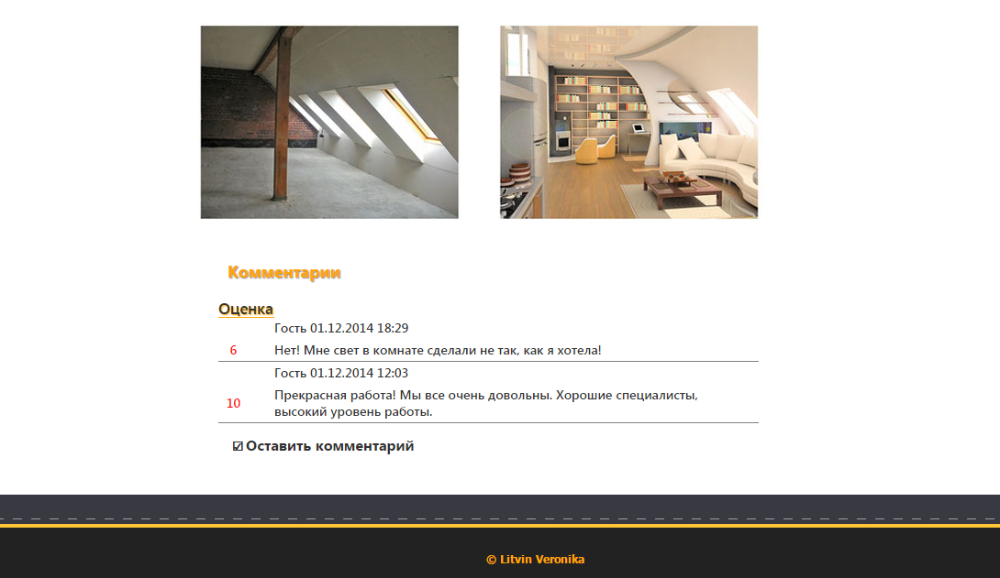 Комментарии
Оценка
Гость 01.12.2014 18:29
6 Нет! Мне свет в комнате сделали не так, как я хотела!
Гость 01.12.2014 12:03
10 Прекрасная работа! Мы все очень довольны. Хорошие специалисты,
высокий уровень работы.
☑ Оставить комментарий
© Litvin Veronika